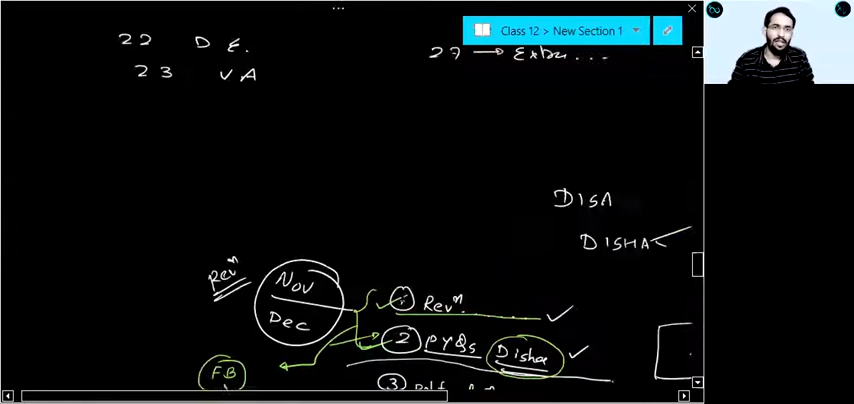 ...
Class 12 > New Section 1
22 D E.
27 → Extra ...
23 VA
DISA
DISHA
Revⁿ
Nov
Dec
1 Revⁿ.
2 PYQs Disha
FB
3